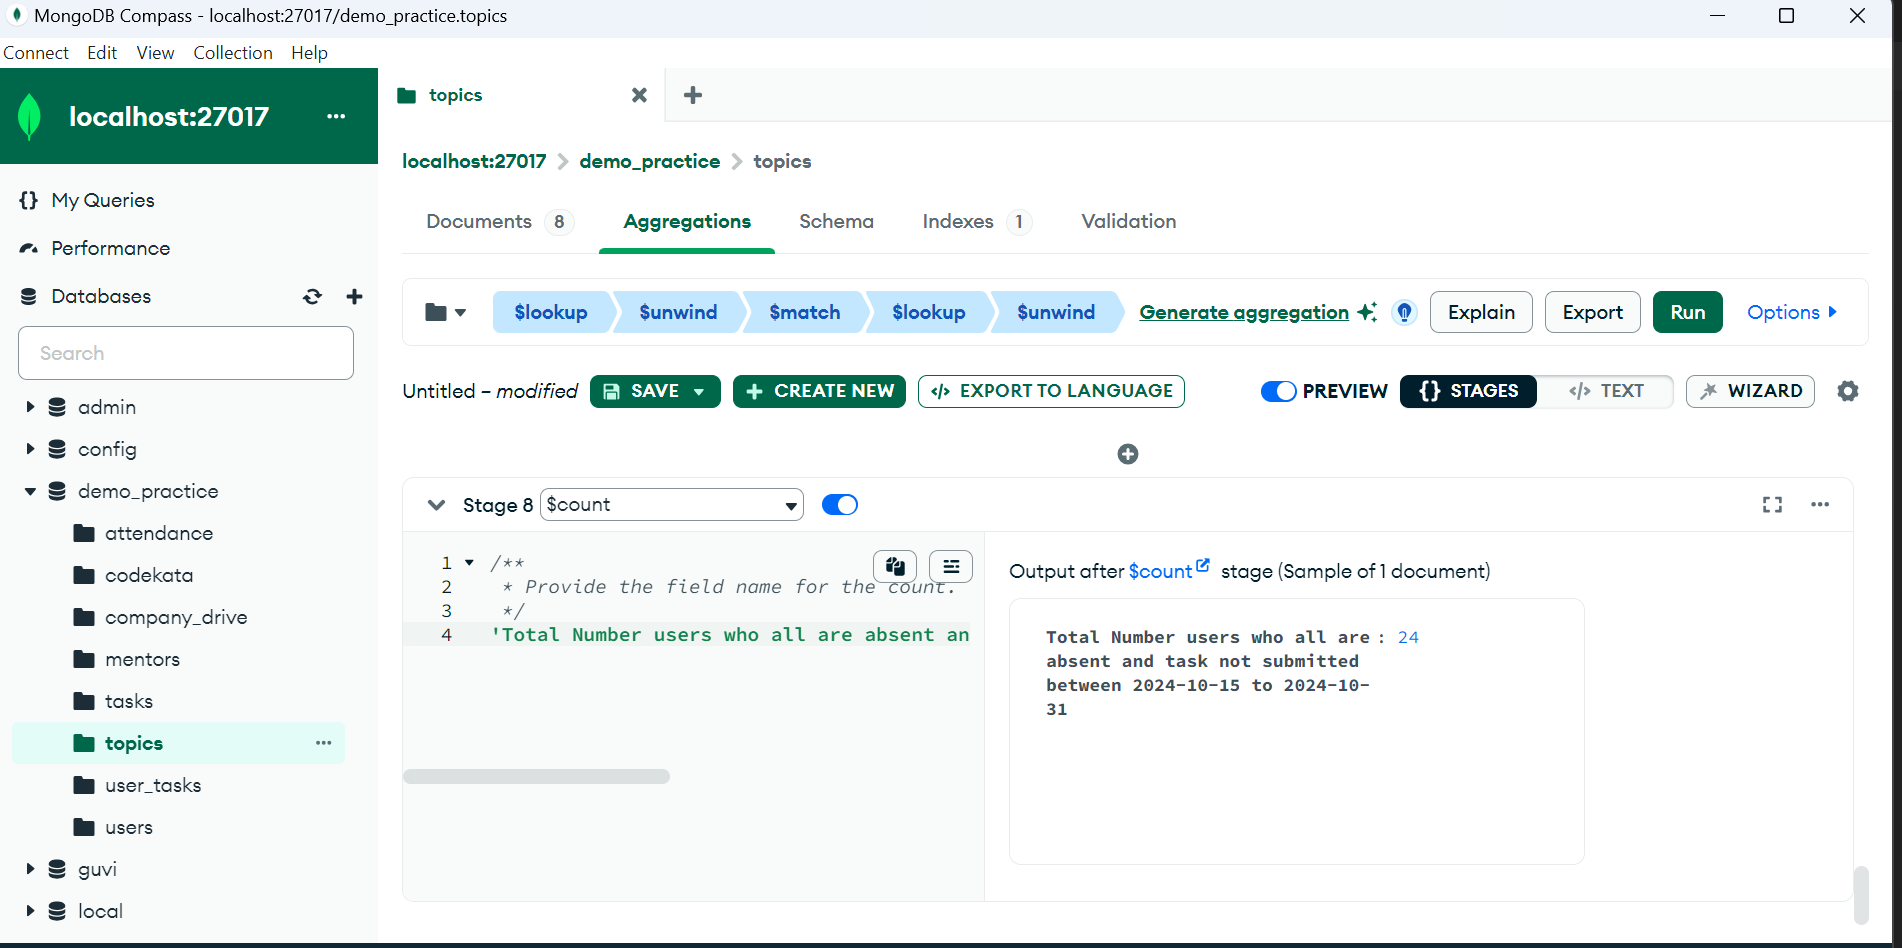 MongoDB Compass - localhost:27017/demo_practice.topics
Connect Edit View Collection Help
localhost:27017
topics
localhost:27017 demo_practice topics
My Queries
Performance
Databases
Search
admin
config
demo_practice
attendance
codekata
company_drive
mentors
tasks
topics
user_tasks
users
guvi
local
Documents 8 Aggregations Schema Indexes 1 Validation
$lookup $unwind $match $lookup $unwind Generate aggregation Explain Export Run Options
Untitled – modified SAVE CREATE NEW </> EXPORT TO LANGUAGE PREVIEW {} STAGES </> TEXT WIZARD
Stage 8 $count
1 /**
2 * Provide the field name for the count.
3 */
4 'Total Number users who all are absent an
Output after $count stage (Sample of 1 document)
Total Number users who all are : 24
absent and task not submitted
between 2024-10-15 to 2024-10-
31